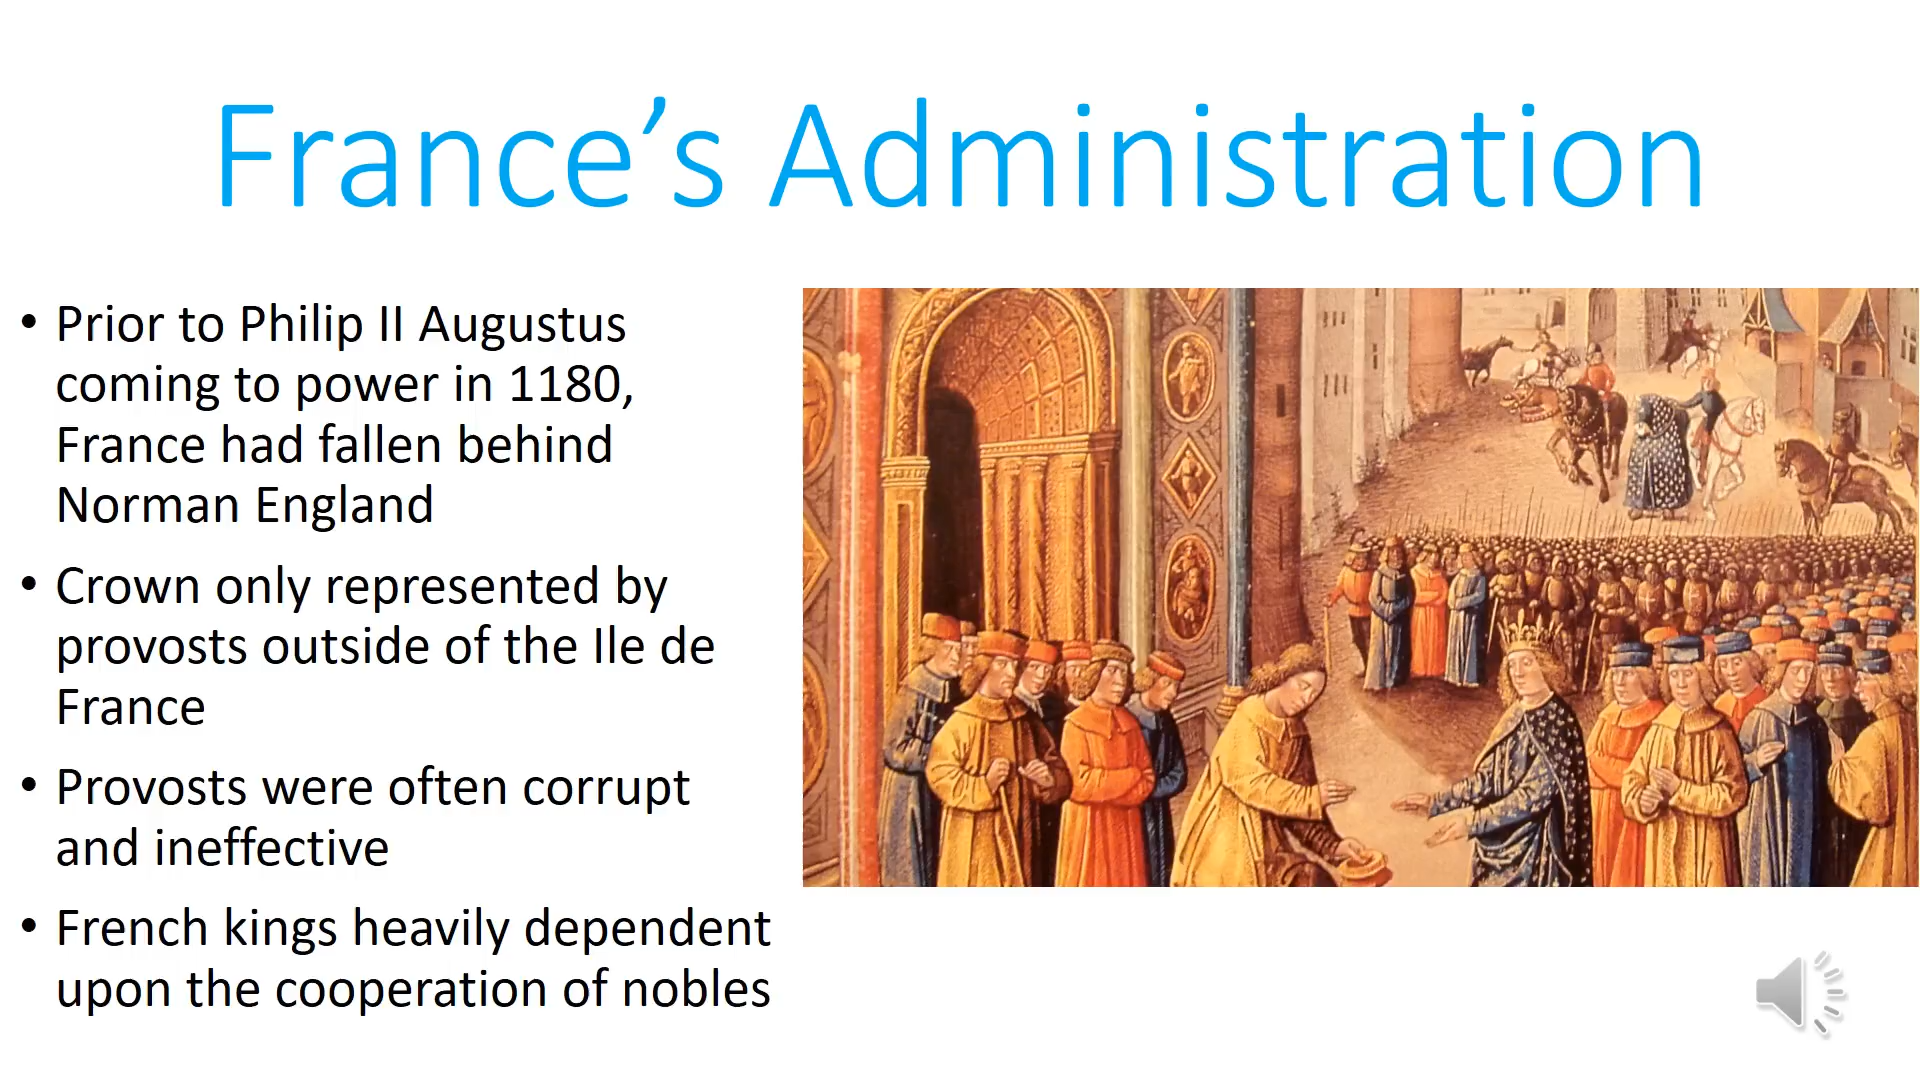 France’s Administration
• Prior to Philip II Augustus
coming to power in 1180,
France had fallen behind
Norman England
• Crown only represented by
provosts outside of the Ile de
France
• Provosts were often corrupt
and ineffective
• French kings heavily dependent
upon the cooperation of nobles